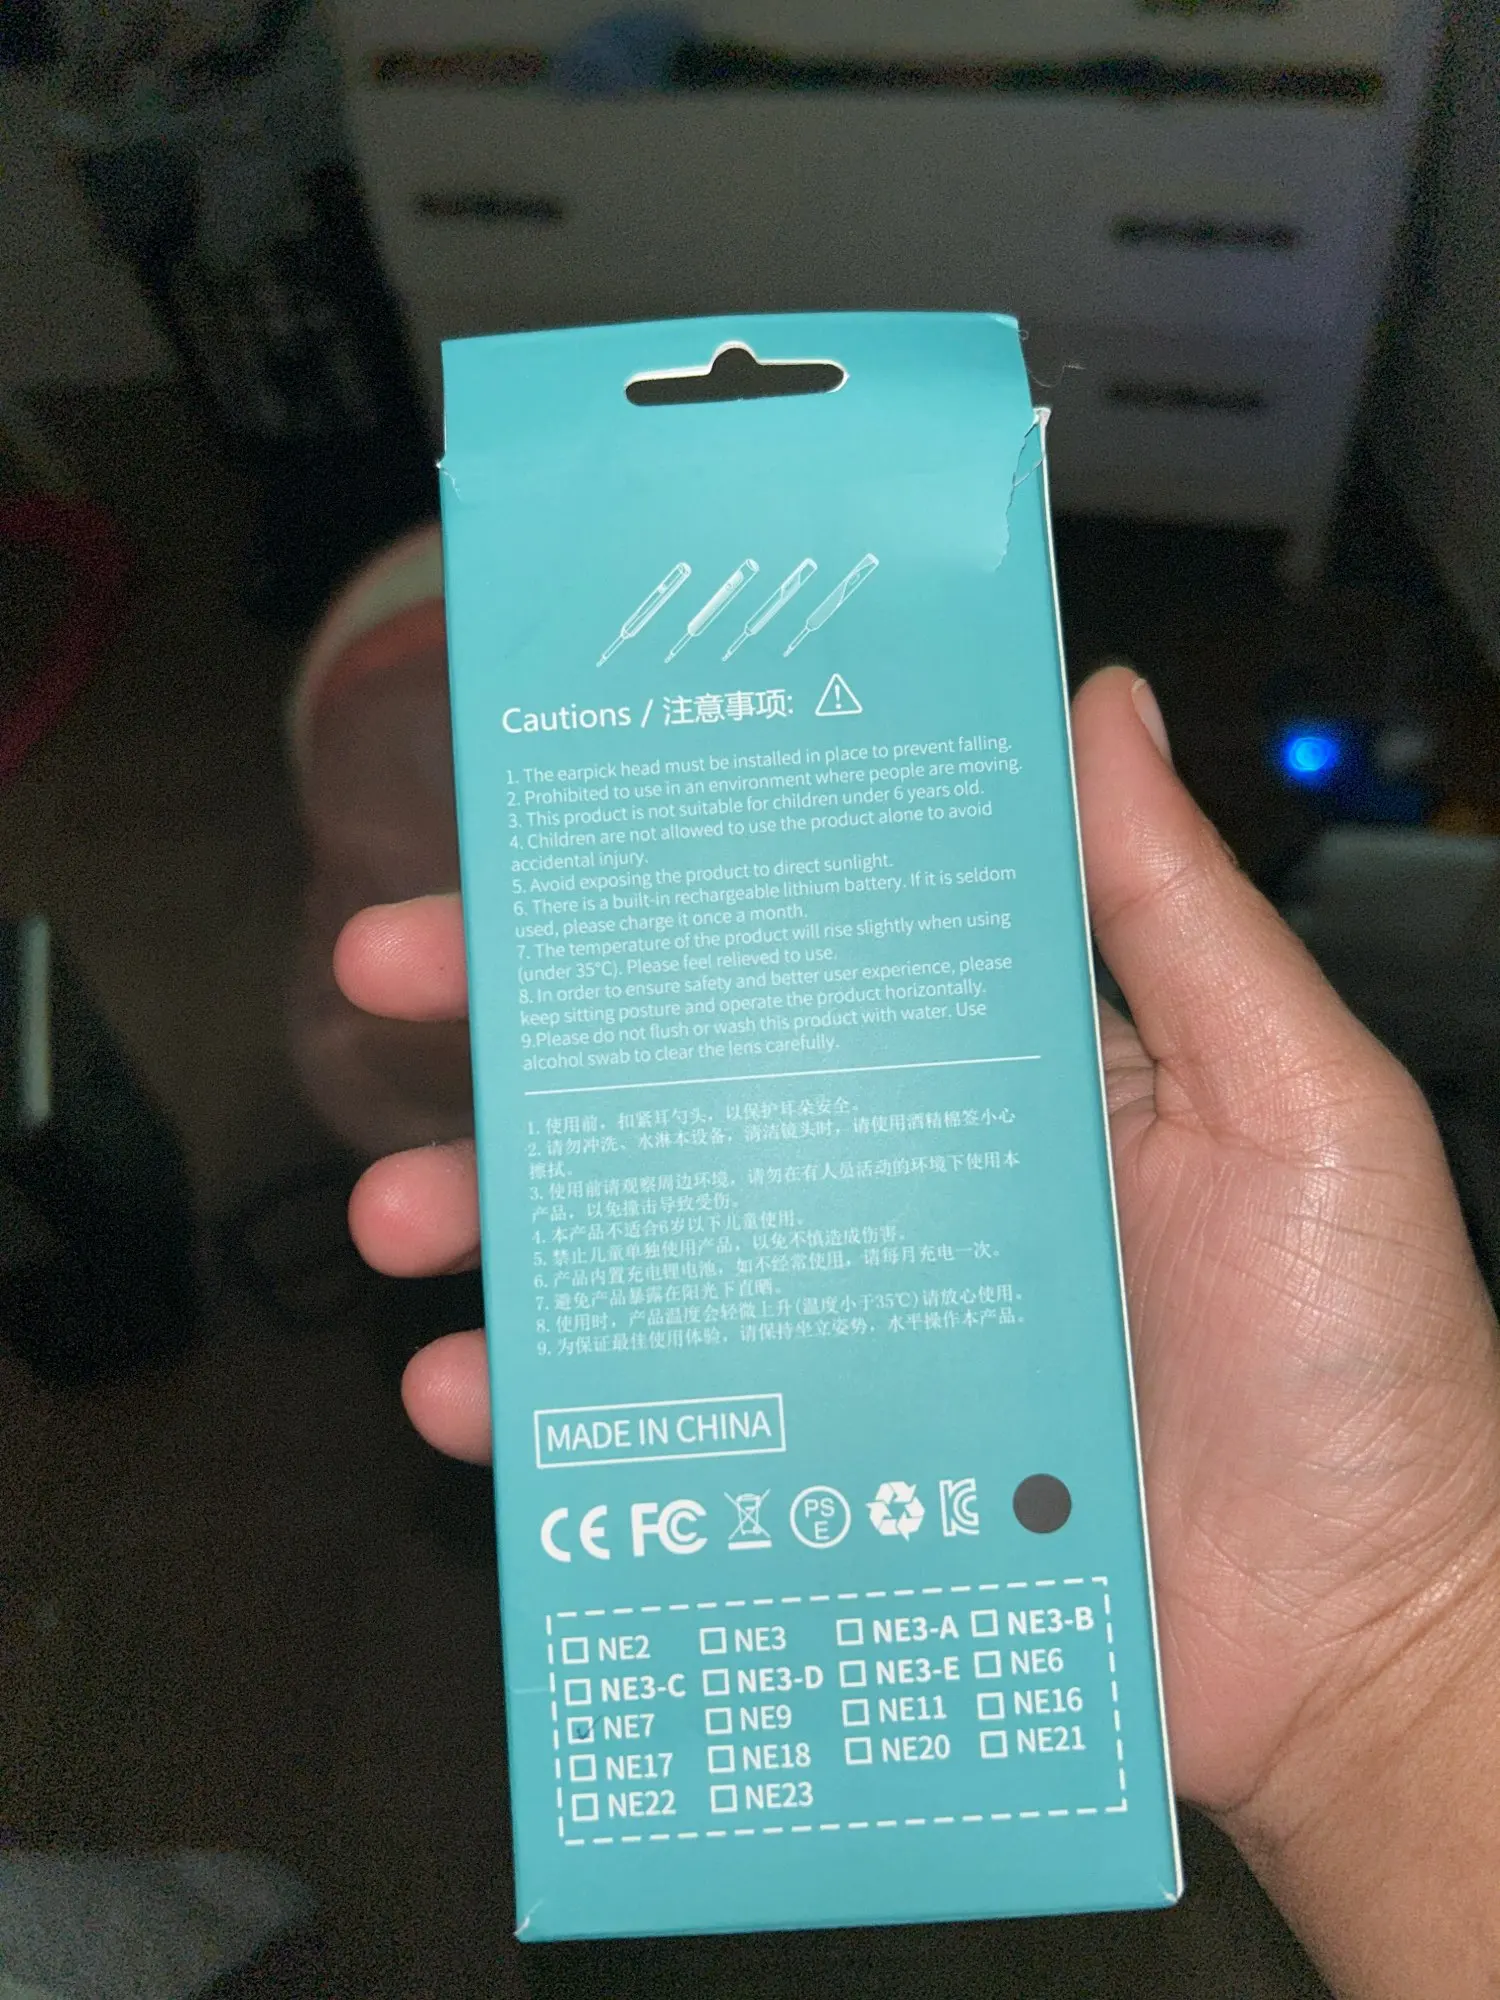 Cautions / 注意事项:
1. The earpick head must be installed in place to prevent falling.
2. Prohibited to use in an environment where people are moving.
3. This product is not suitable for children under 6 years old.
4. Children are not allowed to use the product alone to avoid
accidental injury.
5. Avoid exposing the product to direct sunlight.
6. There is a built-in rechargeable lithium battery. If it is seldom
used, please charge it once a month.
7. The temperature of the product will rise slightly when using
(under 35°C). Please feel relieved to use.
8. In order to ensure safety and better user experience, please
keep sitting posture and operate the product horizontally.
9.Please do not flush or wash this product with water. Use
alcohol swab to clear the lens carefully.
1. 使用前，扣紧耳勺头，以保护耳朵安全。
2. 请勿冲洗、水淋本设备，清洁镜头时，请使用酒精棉签小心
擦拭。
3. 使用前请观察周边环境，请勿在有人员活动的环境下使用本
产品，以免撞击导致受伤。
4. 本产品不适合6岁以下儿童使用。
5. 禁止儿童单独使用产品，以免不慎造成伤害。
6. 产品内置充电锂电池，如不经常使用，请每月充电一次。
7. 避免产品暴露在阳光下直晒。
8. 使用时，产品温度会轻微上升(温度小于35℃)请放心使用。
9. 为保证最佳使用体验，请保持坐立姿势，水平操作本产品。
MADE IN CHINA
CE FC PS E KC
NE2 NE3 NE3-A NE3-B
NE3-C NE3-D NE3-E NE6
NE7 NE9 NE11 NE16
NE17 NE18 NE20 NE21
NE22 NE23